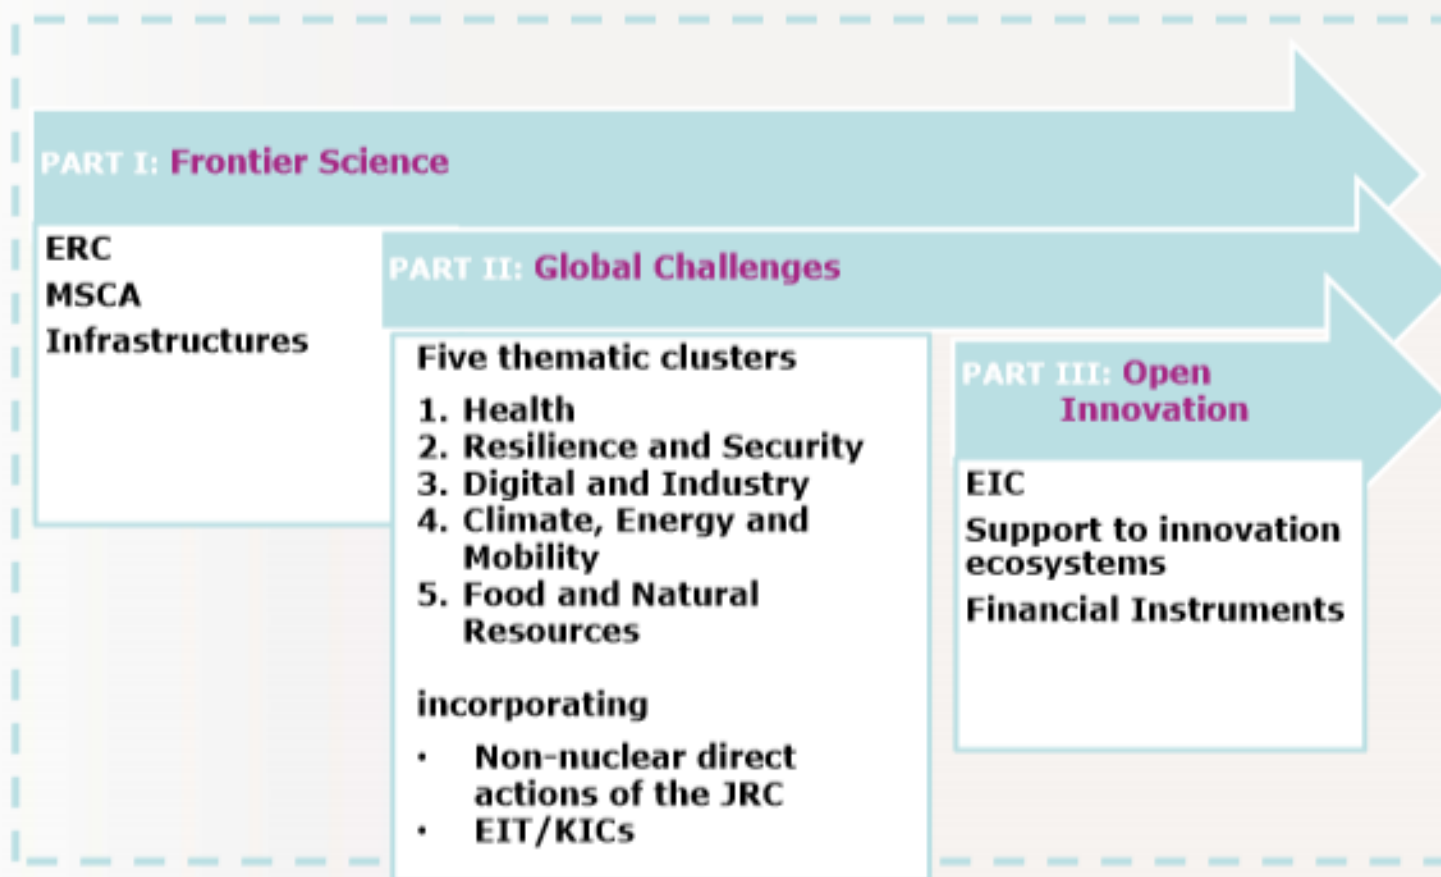 PART I: Frontier Science
ERC
MSCA
Infrastructures
PART II: Global Challenges
Five thematic clusters
1. Health
2. Resilience and Security
3. Digital and Industry
4. Climate, Energy and
Mobility
5. Food and Natural
Resources
incorporating
· Non-nuclear direct
actions of the JRC
· EIT/KICs
PART III: Open
Innovation
EIC
Support to innovation
ecosystems
Financial Instruments